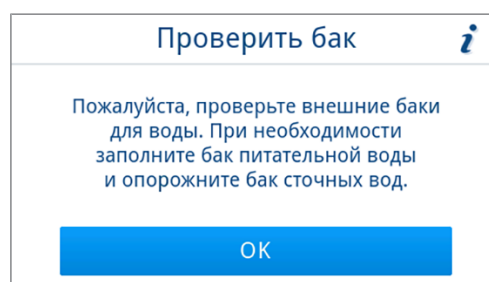 Проверить бак i
Пожалуйста, проверьте внешние баки
для воды. При необходимости
заполните бак питательной воды
и опорожните бак сточных вод.
OK